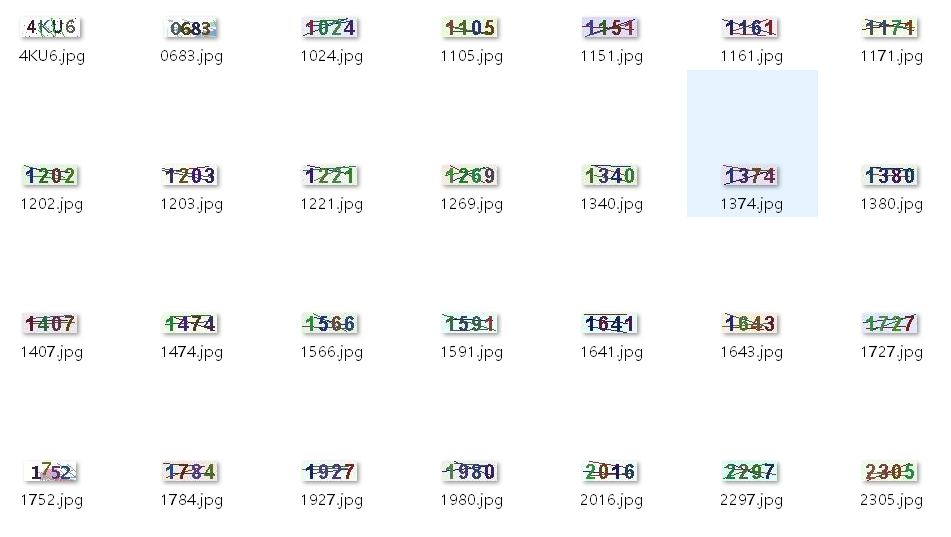 4KU6 0683 1024 1105 1151 1161 1171
4KU6.jpg 0683.jpg 1024.jpg 1105.jpg 1151.jpg 1161.jpg 1171.jpg
1202 1203 1221 1269 1340 1374 1380
1202.jpg 1203.jpg 1221.jpg 1269.jpg 1340.jpg 1374.jpg 1380.jpg
1407 1474 1566 1591 1641 1643 1727
1407.jpg 1474.jpg 1566.jpg 1591.jpg 1641.jpg 1643.jpg 1727.jpg
1752 1784 1927 1980 2016 2297 2305
1752.jpg 1784.jpg 1927.jpg 1980.jpg 2016.jpg 2297.jpg 2305.jpg